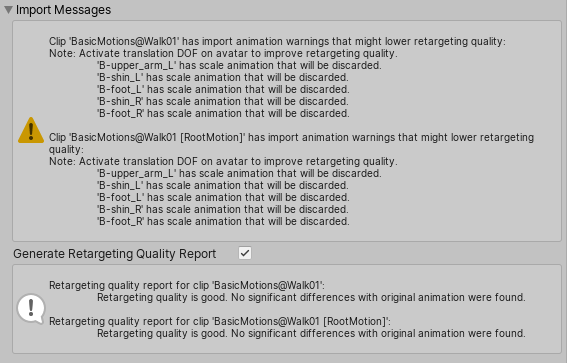 Import Messages
Clip 'BasicMotions@Walk01' has import animation warnings that might lower retargeting quality:
Note: Activate translation DOF on avatar to improve retargeting quality.
'B-upper_arm_L' has scale animation that will be discarded.
'B-shin_L' has scale animation that will be discarded.
'B-foot_L' has scale animation that will be discarded.
'B-shin_R' has scale animation that will be discarded.
'B-foot_R' has scale animation that will be discarded.
Clip 'BasicMotions@Walk01 [RootMotion]' has import animation warnings that might lower retargeting
quality:
Note: Activate translation DOF on avatar to improve retargeting quality.
'B-upper_arm_L' has scale animation that will be discarded.
'B-shin_L' has scale animation that will be discarded.
'B-foot_L' has scale animation that will be discarded.
'B-shin_R' has scale animation that will be discarded.
'B-foot_R' has scale animation that will be discarded.
Generate Retargeting Quality Report
Retargeting quality report for clip 'BasicMotions@Walk01':
Retargeting quality is good. No significant differences with original animation were found.
Retargeting quality report for clip 'BasicMotions@Walk01 [RootMotion]':
Retargeting quality is good. No significant differences with original animation were found.